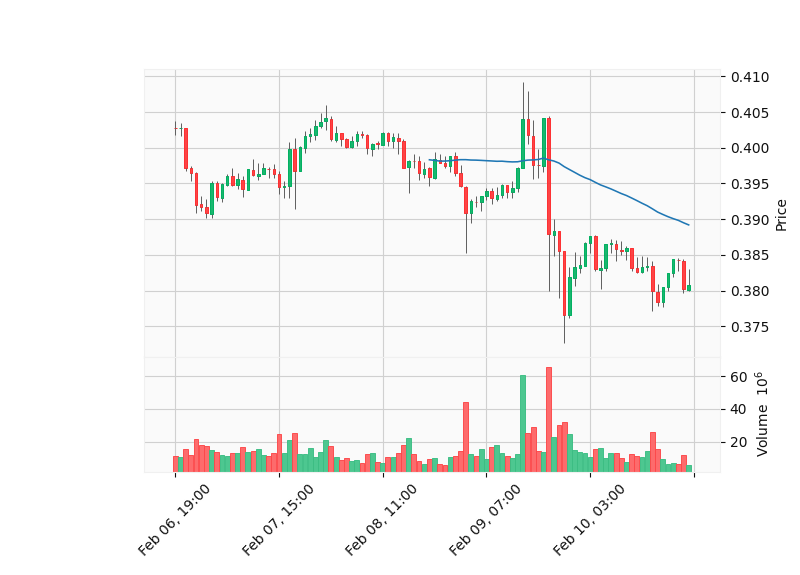 0.410
0.405
0.400
0.395
0.390
0.385
0.380
0.375
Price
60
40
20
Volume 10^6
Feb 06, 19:00
Feb 07, 15:00
Feb 08, 11:00
Feb 09, 07:00
Feb 10, 03:00